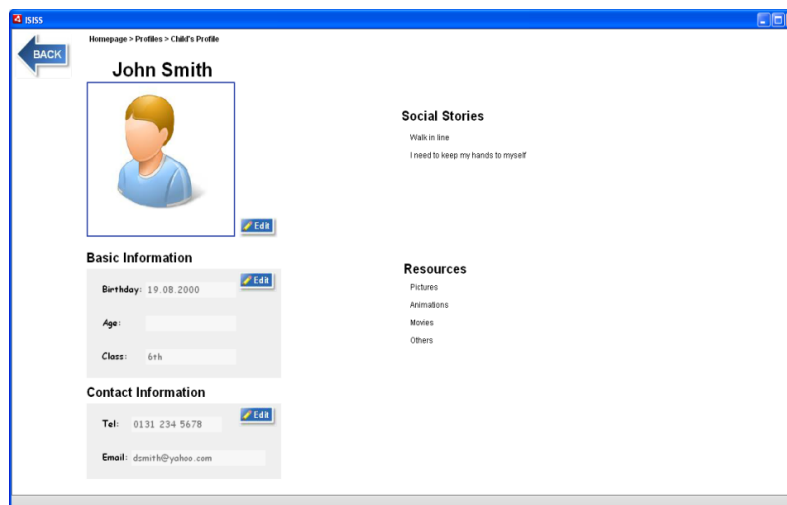 ISISS
Homepage > Profiles > Child's Profile
BACK
John Smith
Edit
Basic Information
Edit
Birthday: 19.08.2000
Age:
Class: 6th
Contact Information
Edit
Tel: 0131 234 5678
Email: dsmith@yahoo.com
Social Stories
Walk in line
I need to keep my hands to myself
Resources
Pictures
Animations
Movies
Others